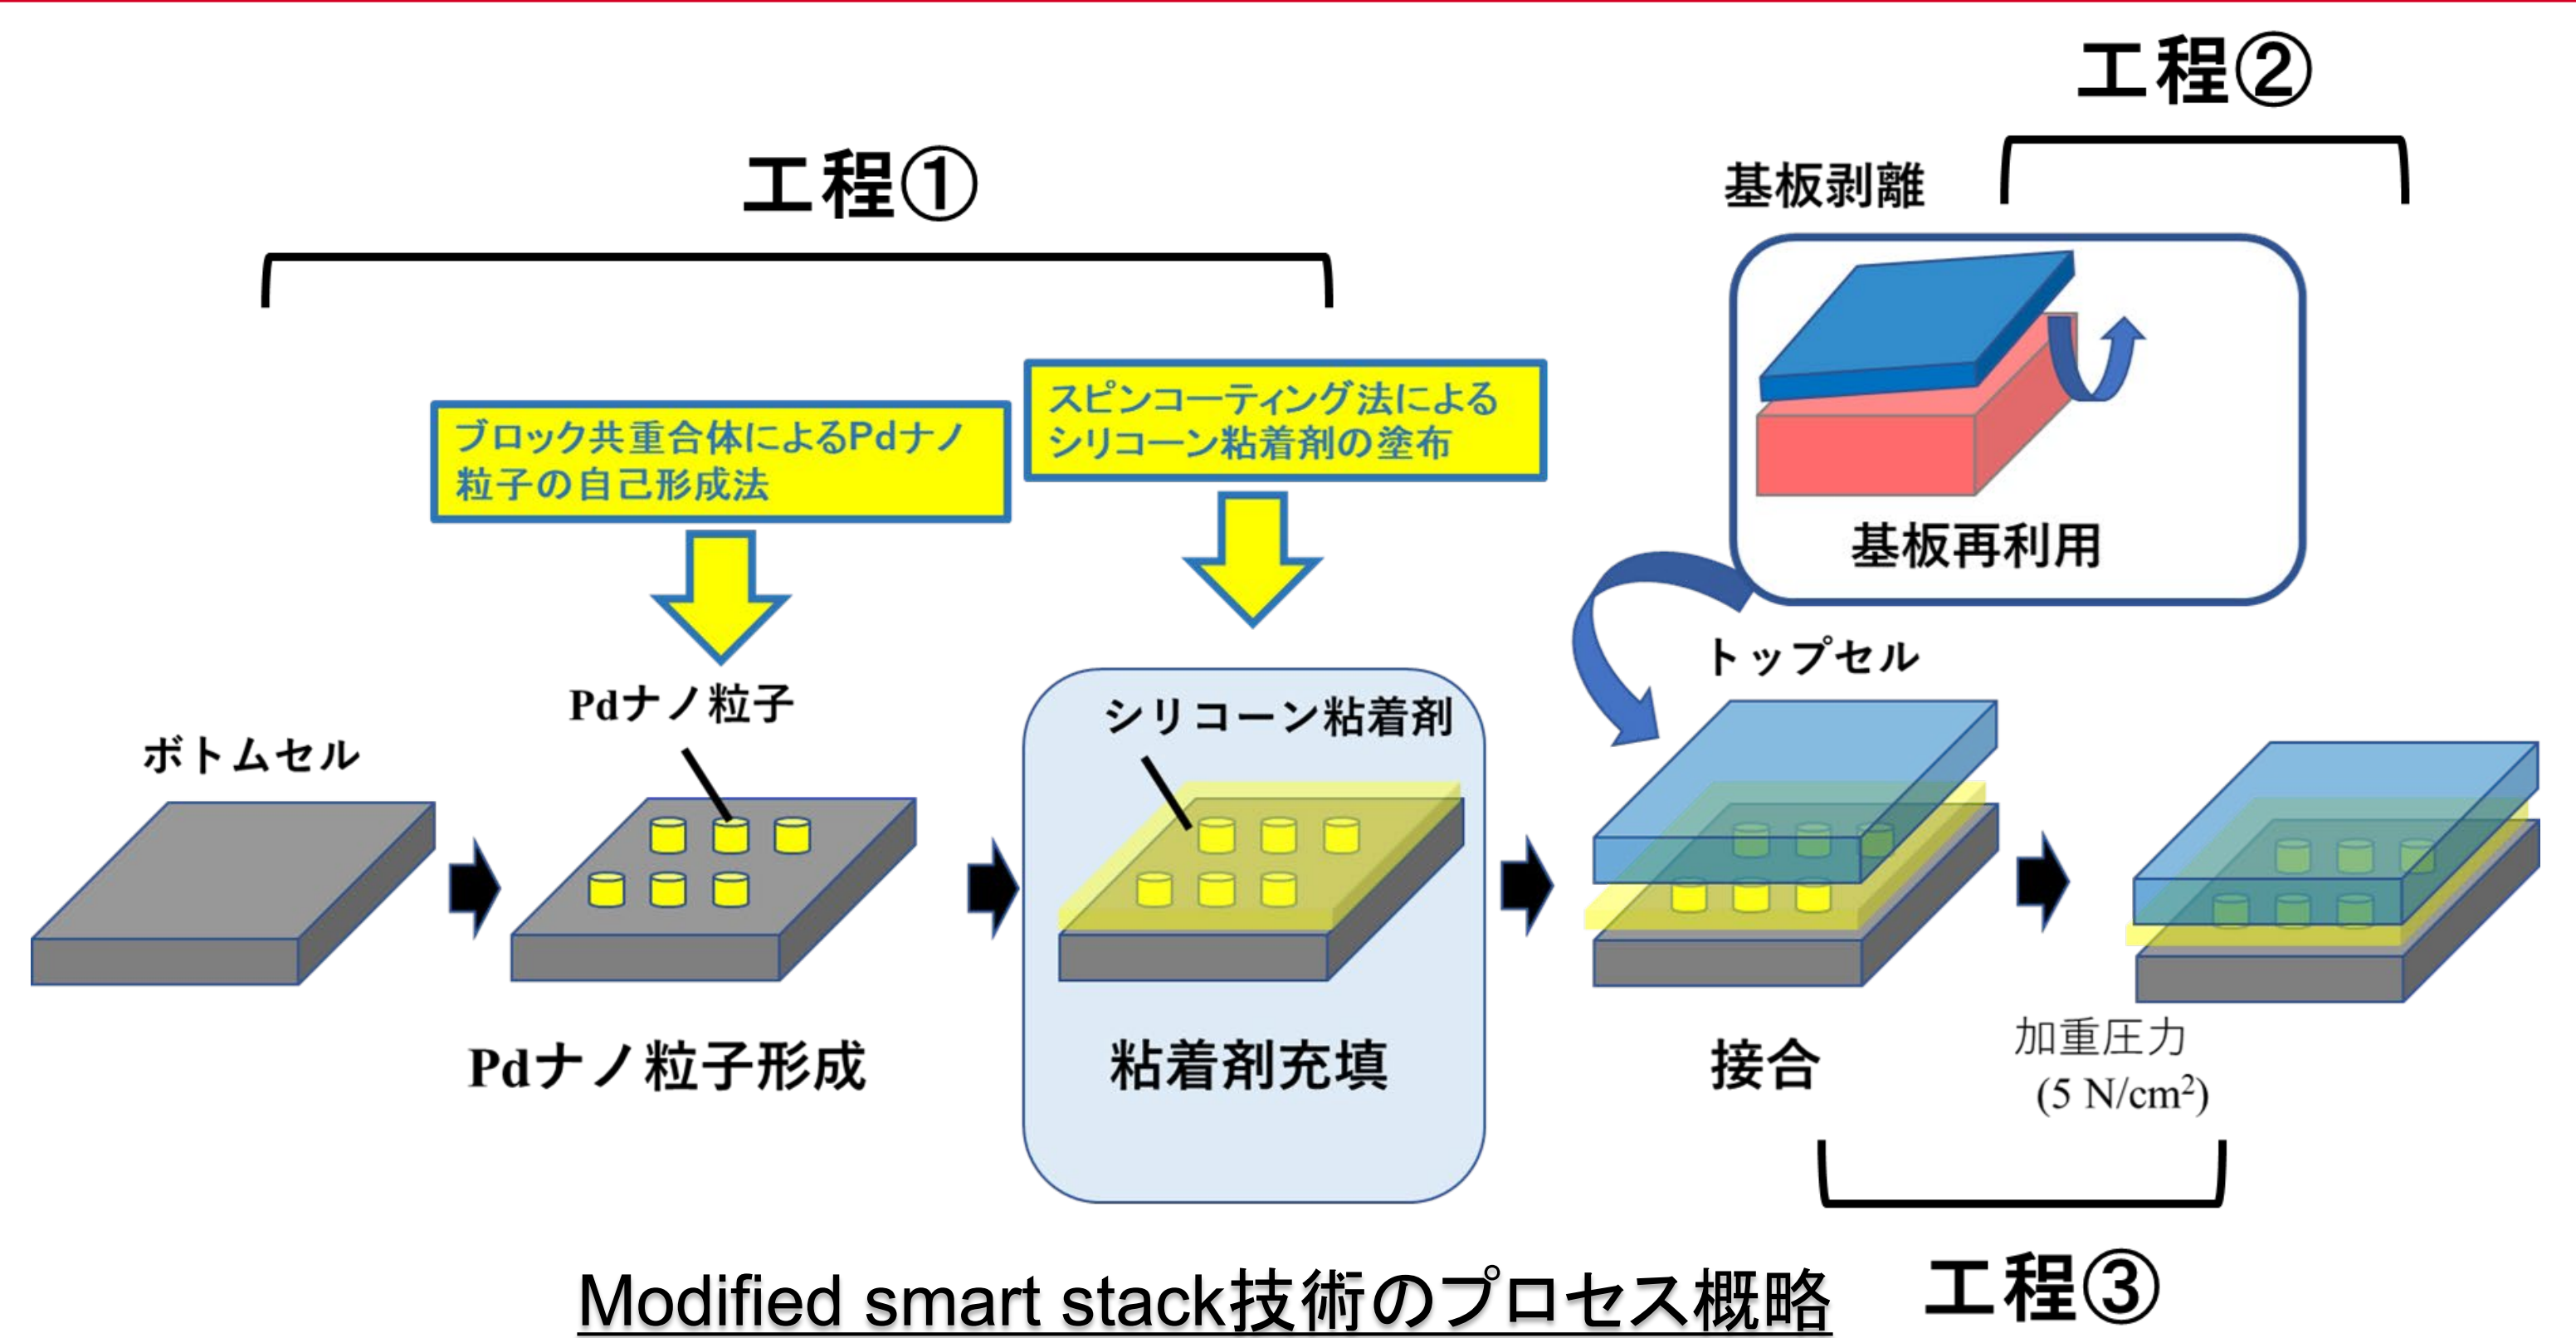 工程②
工程①
基板剥離
ブロック共重合体によるPdナノ
粒子の自己形成法
スピンコーティング法による
シリコーン粘着剤の塗布
基板再利用
ボトムセル
Pdナノ粒子
シリコーン粘着剤
トップセル
Pdナノ粒子形成
粘着剤充填
接合
加重圧力
(5 N/cm²)
工程③
Modified smart stack技術のプロセス概略